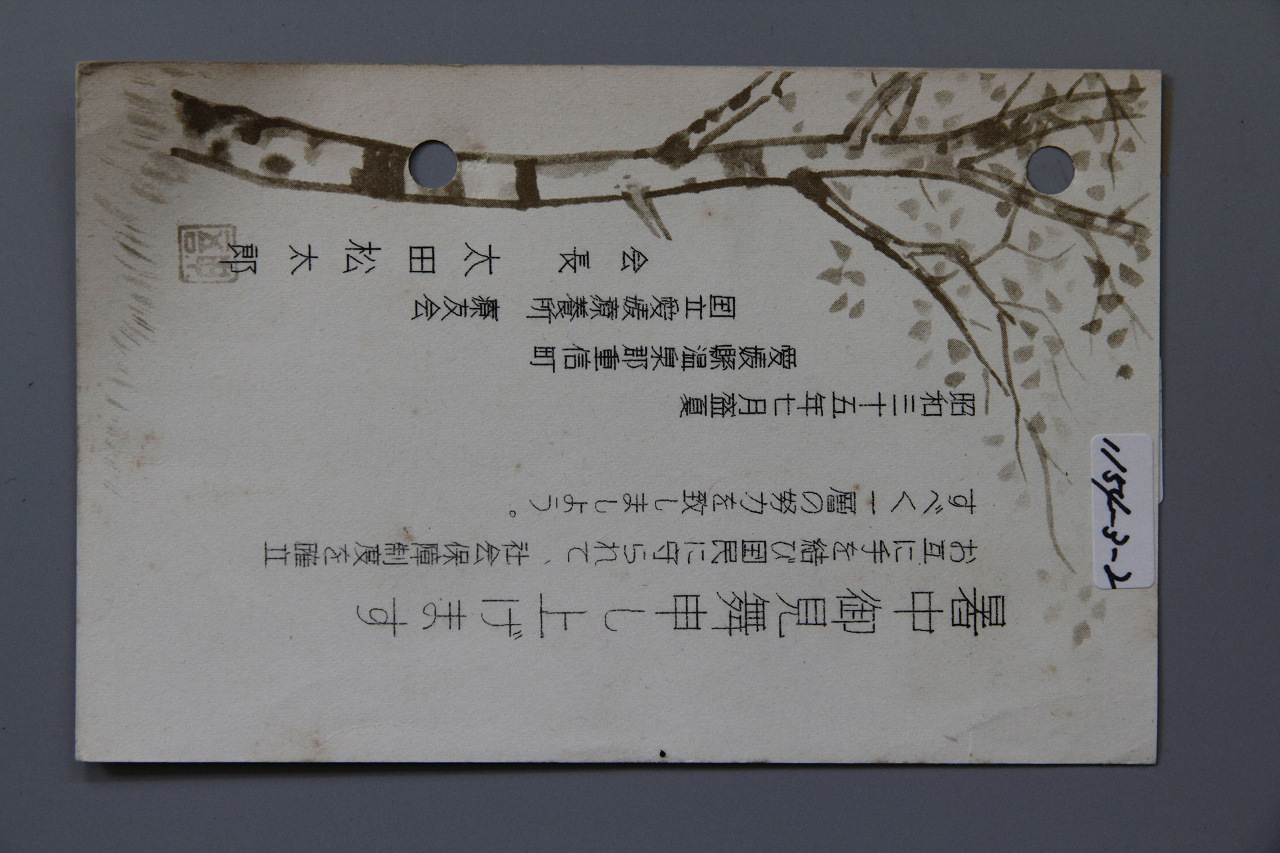 暑中御見舞申し上げます
お互に手を結び国民に守られて、社会保障制度を確立
すべく一層の努力を致しましょう。
昭和三十五年七月盛夏
愛媛縣温泉郡重信町
国立愛媛療養所 療友会
会長 太田松太郎
1154-3-2